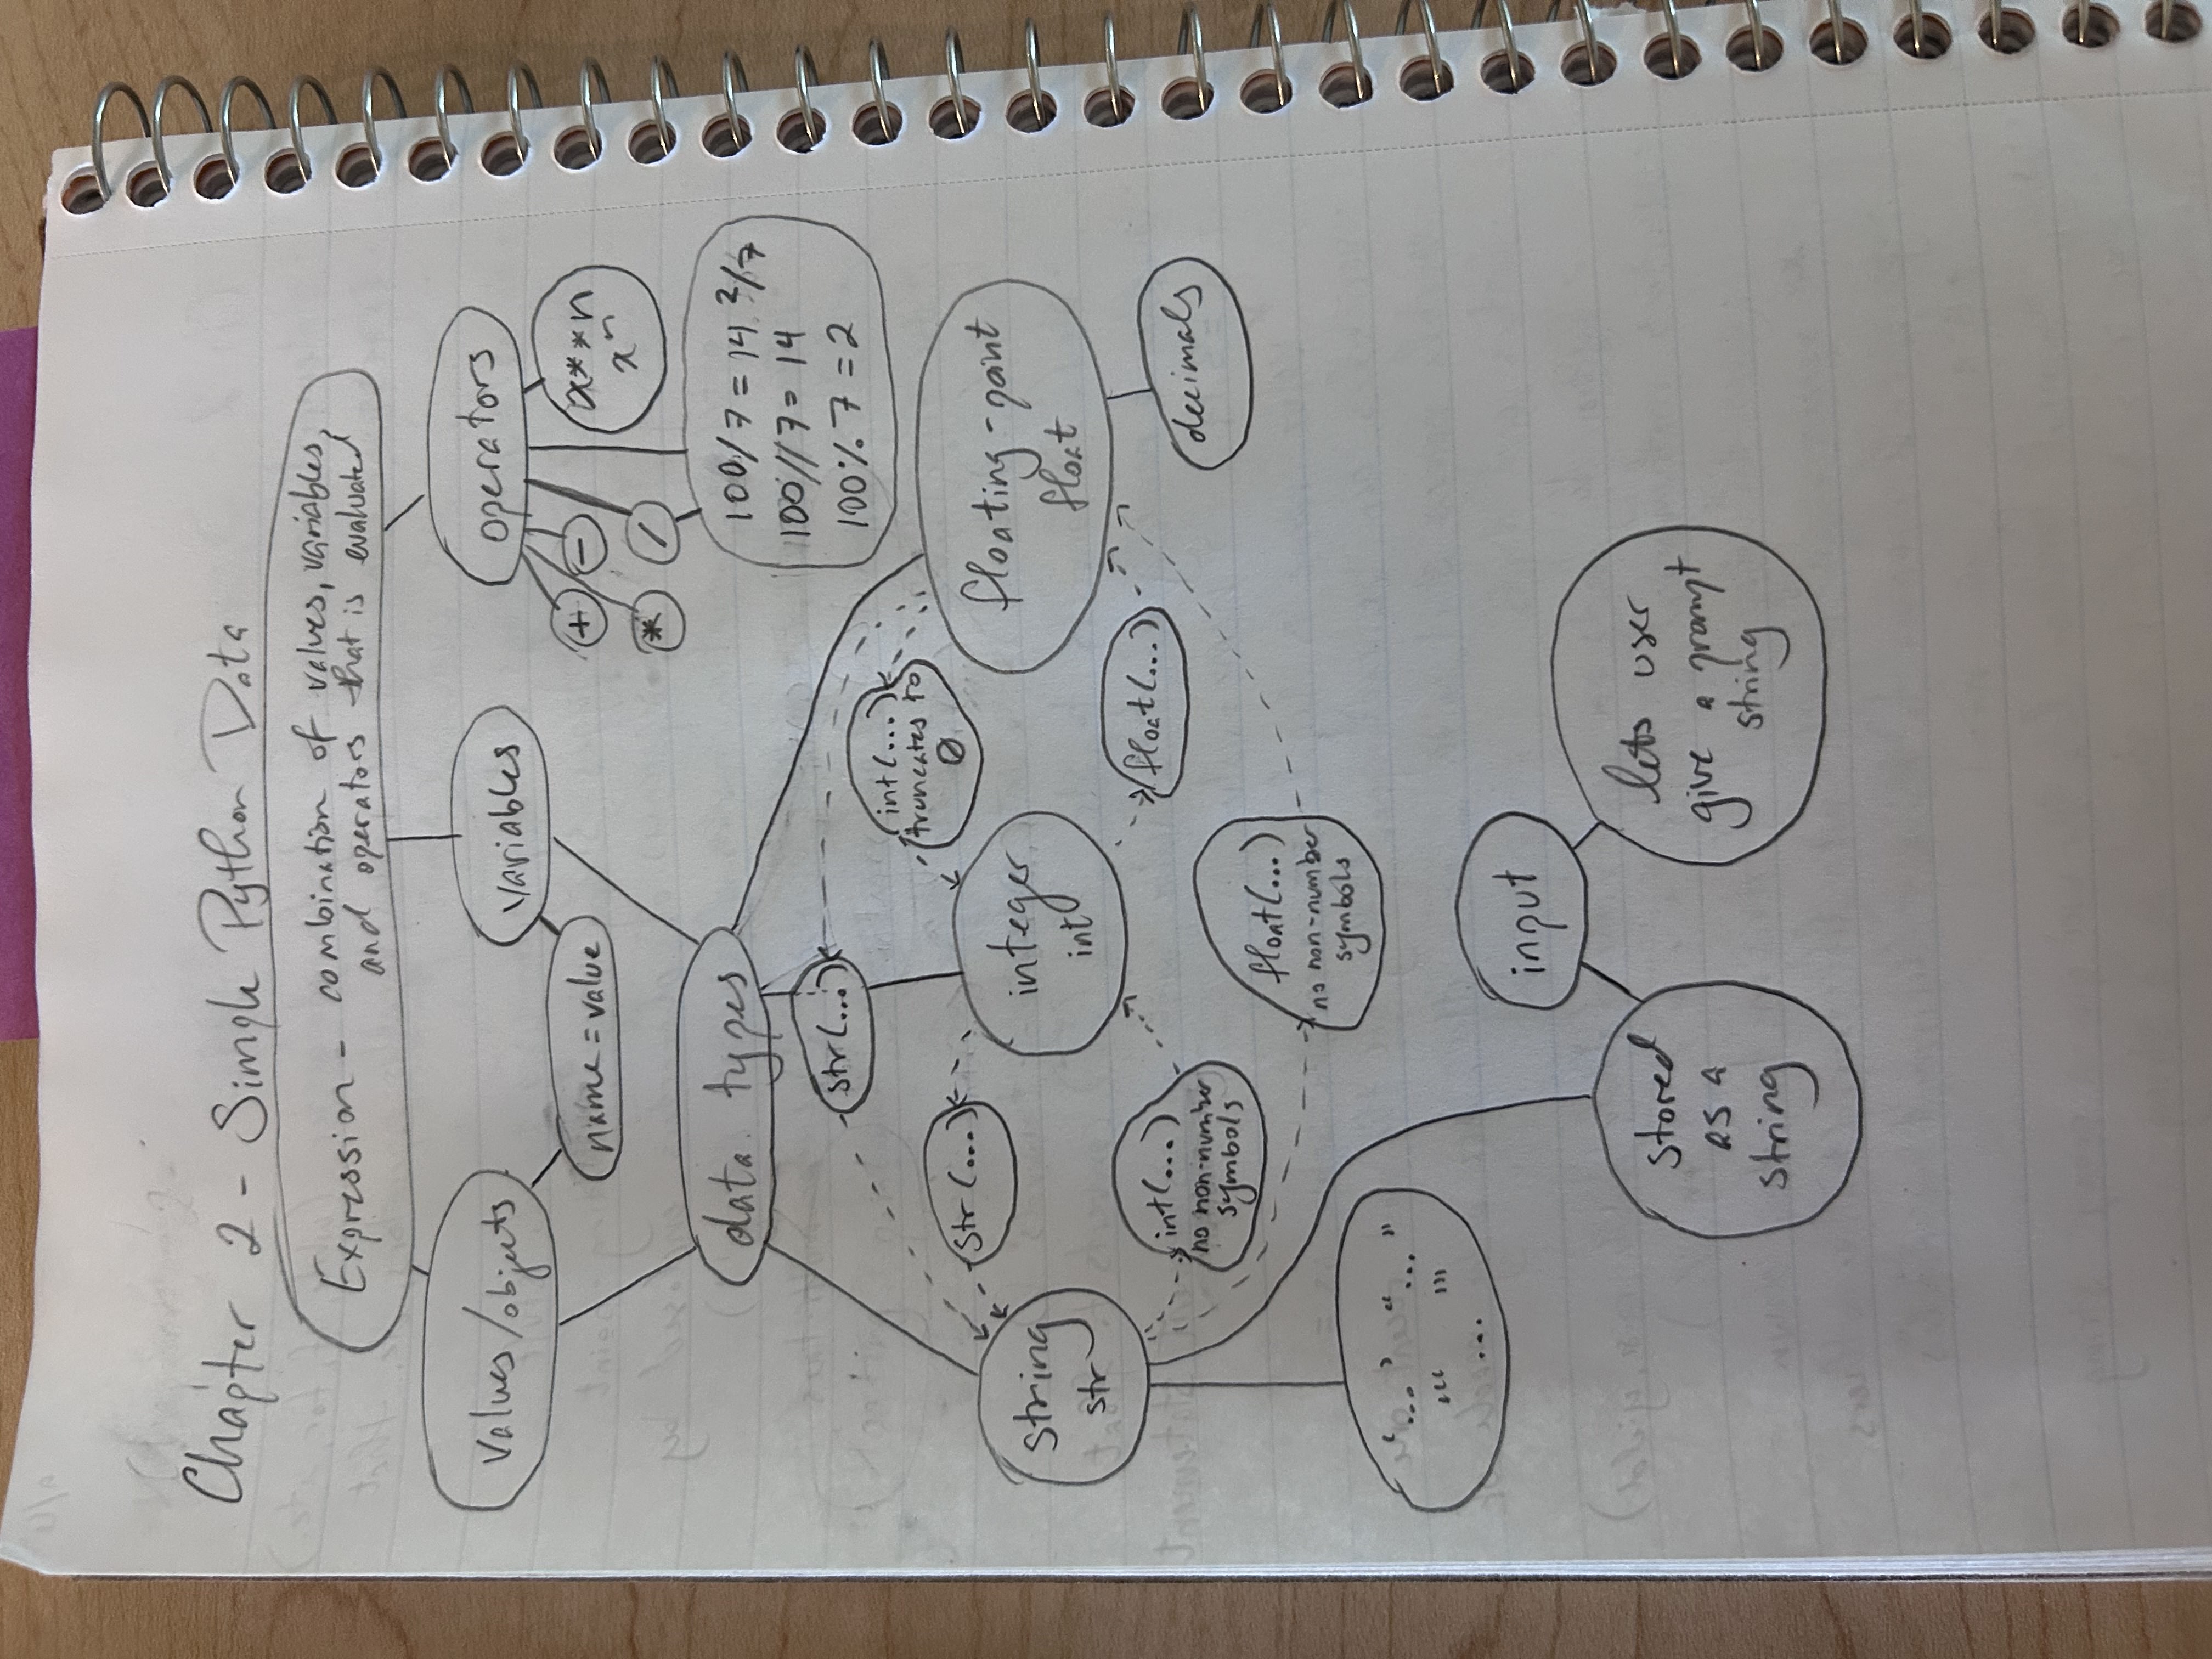 Chapter 2 - Simple Python Data
Expression - combination of values, variables,
and operators that is evaluated
values/objects
variables
operators
name = value
+
-
x**n
xⁿ
*
/
data types
100/7 = 14 2/7
100//7 = 14
100% 7 = 2
str(...)
int(...)
truncates to
0
str(...)
string
str
integer
int
floating-point
float
int(...)
no non-number
symbols
float(...)
decimals
float(...)
no non-number
symbols
'...' "..."
""" """
...
input
stored
as a
string
lets user
give a prompt
string